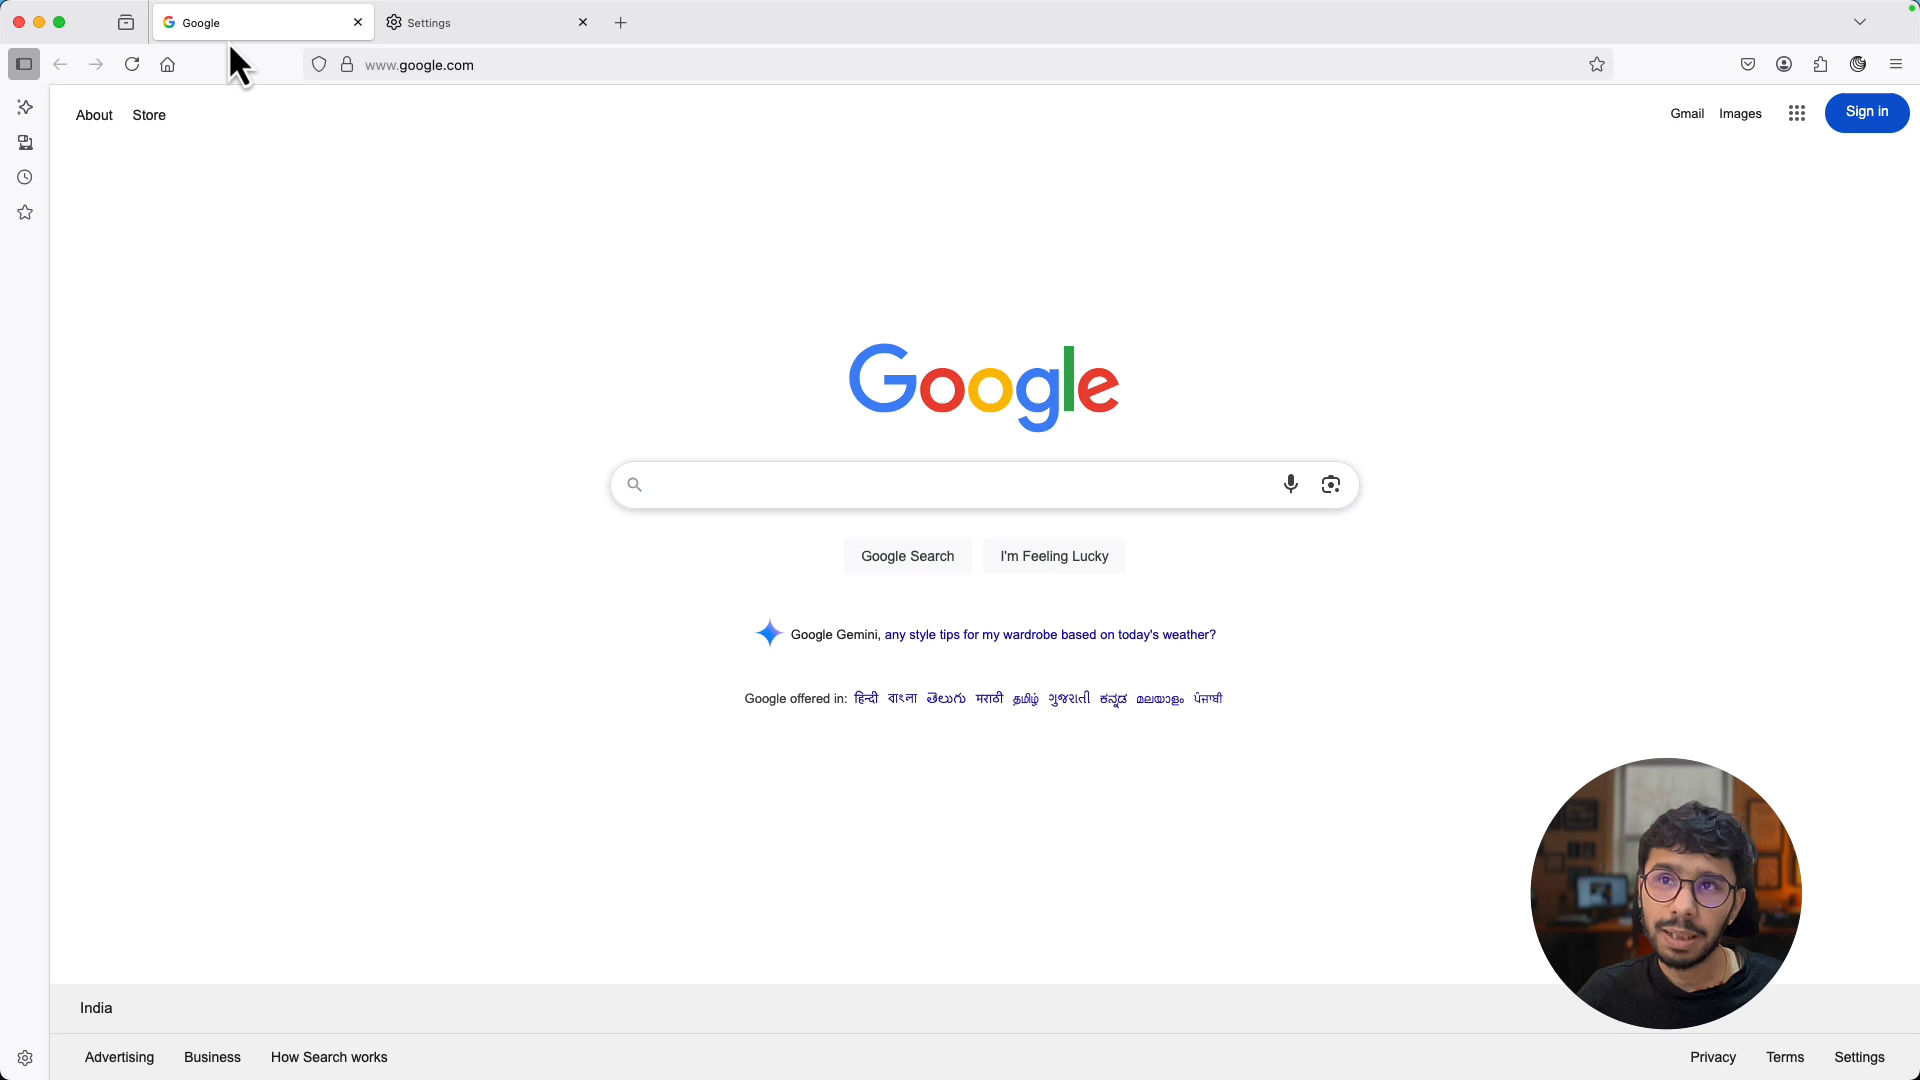 Google
Settings
www.google.com
About Store
Gmail Images
Sign in
Google
Google Search
I'm Feeling Lucky
Google Gemini, any style tips for my wardrobe based on today's weather?
Google offered in: हिन्दी বাংলা తెలుగు मराठी தமிழ் ગુજરાતી ಕನ್ನಡ മലയാളം ਪੰਜਾਬੀ
India
Advertising Business How Search works
Privacy Terms Settings